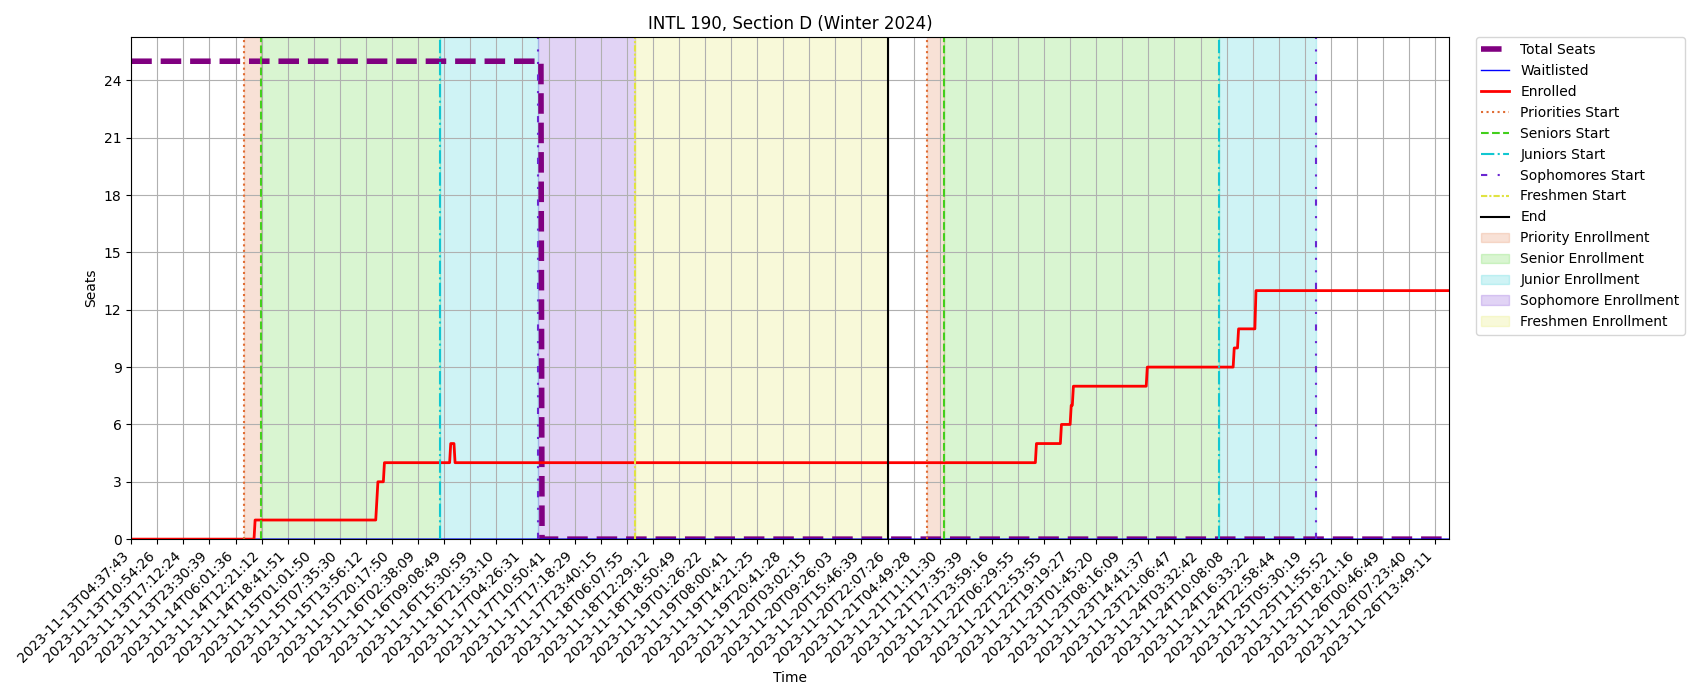 INTL 190, Section D (Winter 2024)
Seats
24
21
18
15
12
9
6
3
0
2023-11-13T04:37:43
2023-11-13T10:54:26
2023-11-13T17:12:24
2023-11-13T23:30:39
2023-11-14T06:01:36
2023-11-14T12:21:12
2023-11-14T18:41:51
2023-11-15T01:01:50
2023-11-15T07:35:30
2023-11-15T13:56:12
2023-11-15T20:17:50
2023-11-16T02:38:09
2023-11-16T09:08:49
2023-11-16T15:30:59
2023-11-16T21:53:10
2023-11-17T04:26:31
2023-11-17T10:50:41
2023-11-17T17:18:29
2023-11-17T23:40:15
2023-11-18T06:07:55
2023-11-18T12:29:12
2023-11-18T18:50:49
2023-11-19T01:26:22
2023-11-19T08:00:41
2023-11-19T14:21:25
2023-11-19T20:41:28
2023-11-20T03:02:15
2023-11-20T09:26:03
2023-11-20T15:46:39
2023-11-20T22:07:26
2023-11-21T04:49:28
2023-11-21T11:11:30
2023-11-21T17:35:39
2023-11-21T23:59:16
2023-11-22T06:29:55
2023-11-22T12:53:55
2023-11-22T19:19:27
2023-11-23T01:45:20
2023-11-23T08:16:09
2023-11-23T14:41:37
2023-11-23T21:06:47
2023-11-24T03:32:42
2023-11-24T10:08:08
2023-11-24T16:33:22
2023-11-24T22:58:44
2023-11-25T05:30:19
2023-11-25T11:55:52
2023-11-25T18:21:16
2023-11-26T00:46:49
2023-11-26T07:23:40
2023-11-26T13:49:11
Time
Total Seats
Waitlisted
Enrolled
Priorities Start
Seniors Start
Juniors Start
Sophomores Start
Freshmen Start
End
Priority Enrollment
Senior Enrollment
Junior Enrollment
Sophomore Enrollment
Freshmen Enrollment